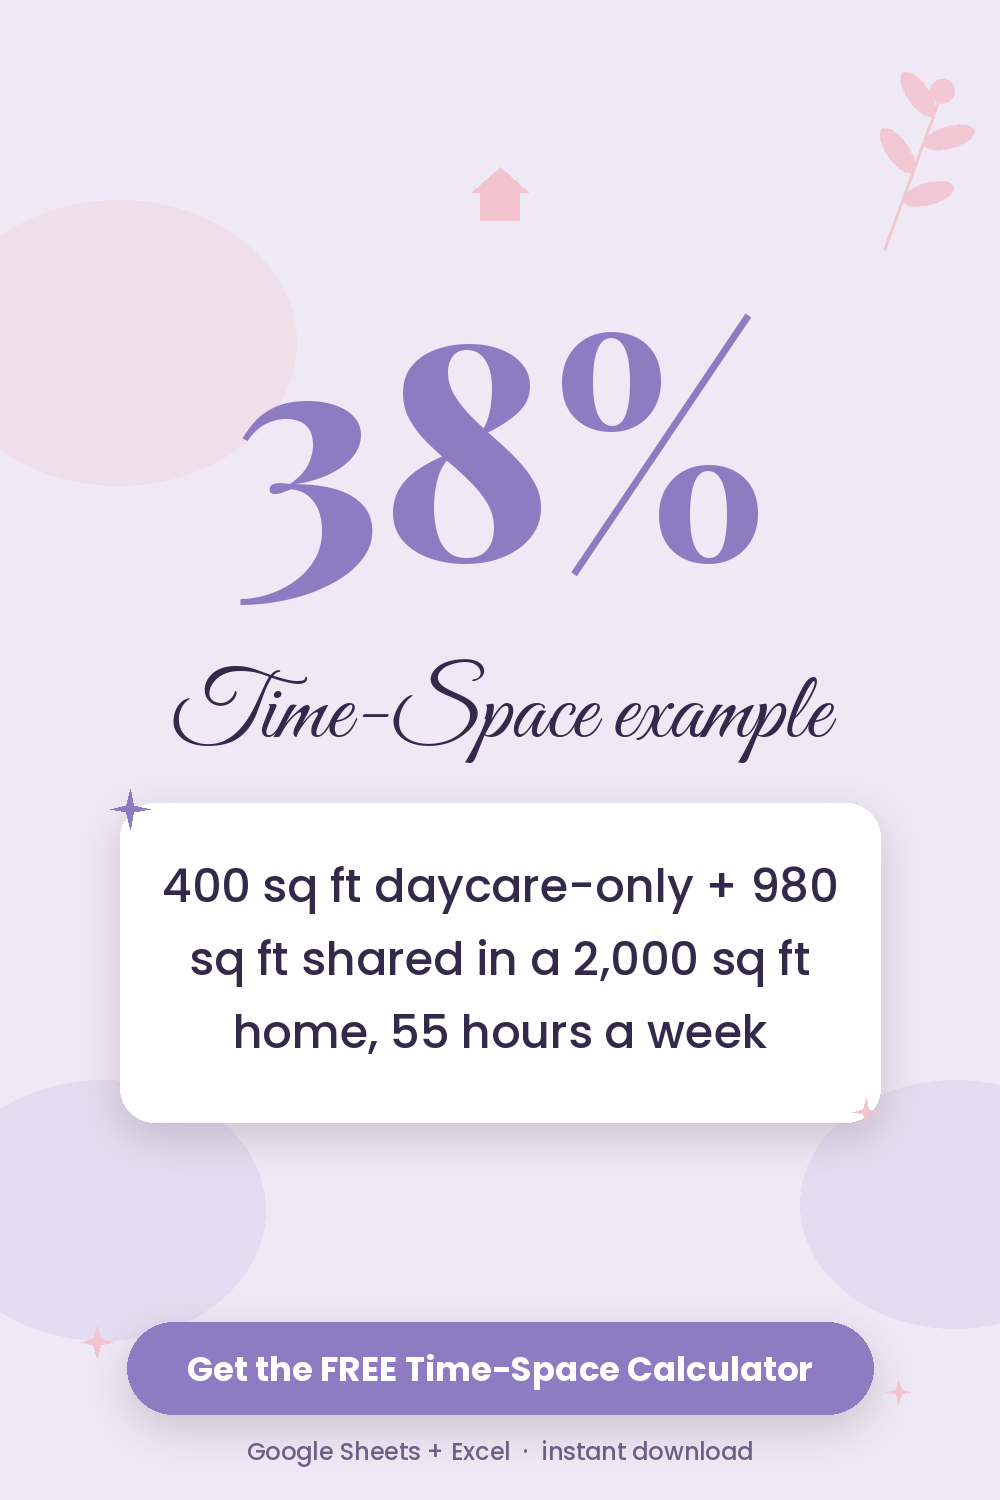 38%
Time-Space example
400 sq ft daycare-only + 980
sq ft shared in a 2,000 sq ft
home, 55 hours a week
Get the FREE Time-Space Calculator
Google Sheets + Excel · instant download